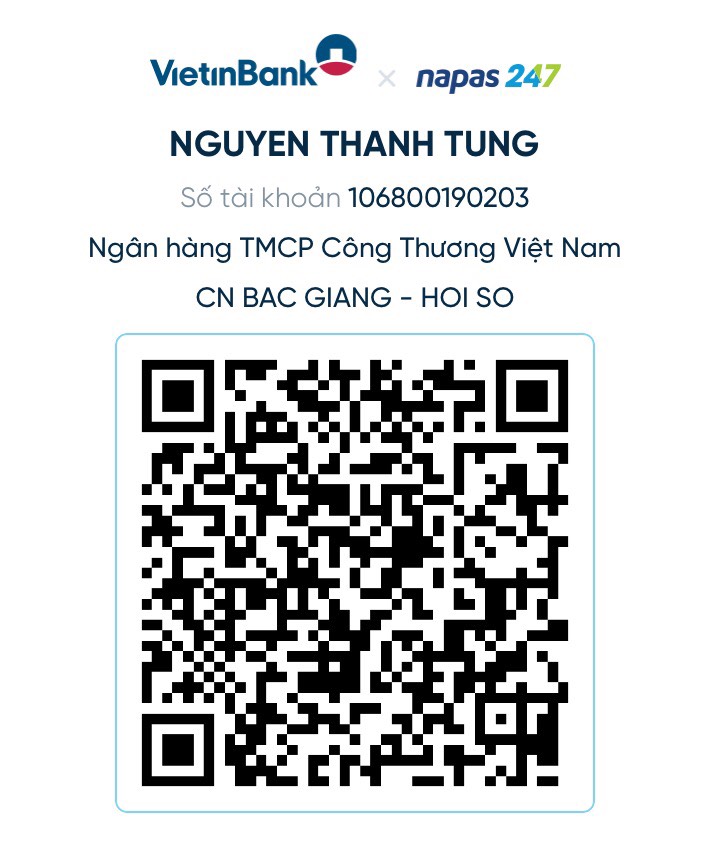 VietinBank × napas 247
NGUYEN THANH TUNG
Số tài khoản 106800190203
Ngân hàng TMCP Công Thương Việt Nam
CN BAC GIANG - HOI SO